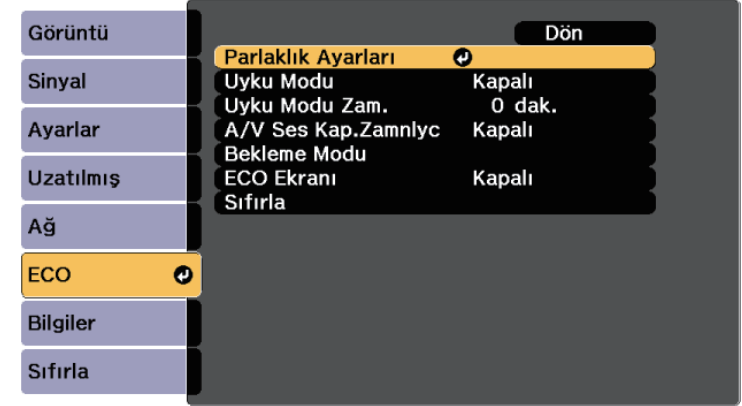 Görüntü
Sinyal
Ayarlar
Uzatılmış
Ağ
ECO
Bilgiler
Sıfırla
Dön
Parlaklık Ayarları
Uyku Modu Kapalı
Uyku Modu Zam. 0 dak.
A/V Ses Kap.Zamnlyc Kapalı
Bekleme Modu
ECO Ekranı Kapalı
Sıfırla